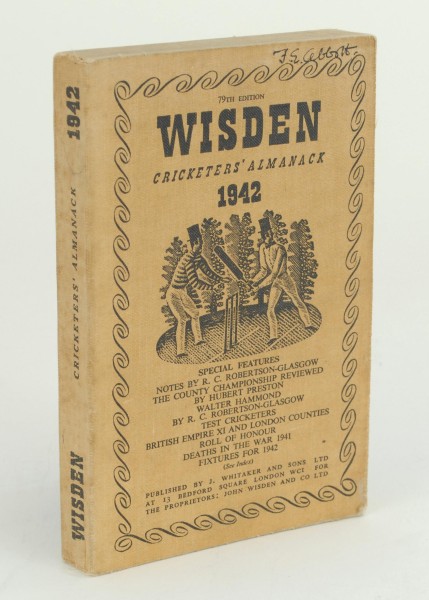 F. E. Abbott.
79TH EDITION
WISDEN
CRICKETERS' ALMANACK
1942
SPECIAL FEATURES
NOTES BY R. C. ROBERTSON-GLASGOW
THE COUNTY CHAMPIONSHIP REVIEWED
BY HUBERT PRESTON
WALTER HAMMOND
BY R. C. ROBERTSON-GLASGOW
TEST CRICKETERS
BRITISH EMPIRE XI AND LONDON COUNTIES
ROLL OF HONOUR
DEATHS IN THE WAR 1941
FIXTURES FOR 1942
(See Index)
PUBLISHED BY J. WHITAKER AND SONS LTD
AT 13 BEDFORD SQUARE LONDON WC1 FOR
THE PROPRIETORS: JOHN WISDEN AND CO LTD
WISDEN
CRICKETERS' ALMANACK
1942